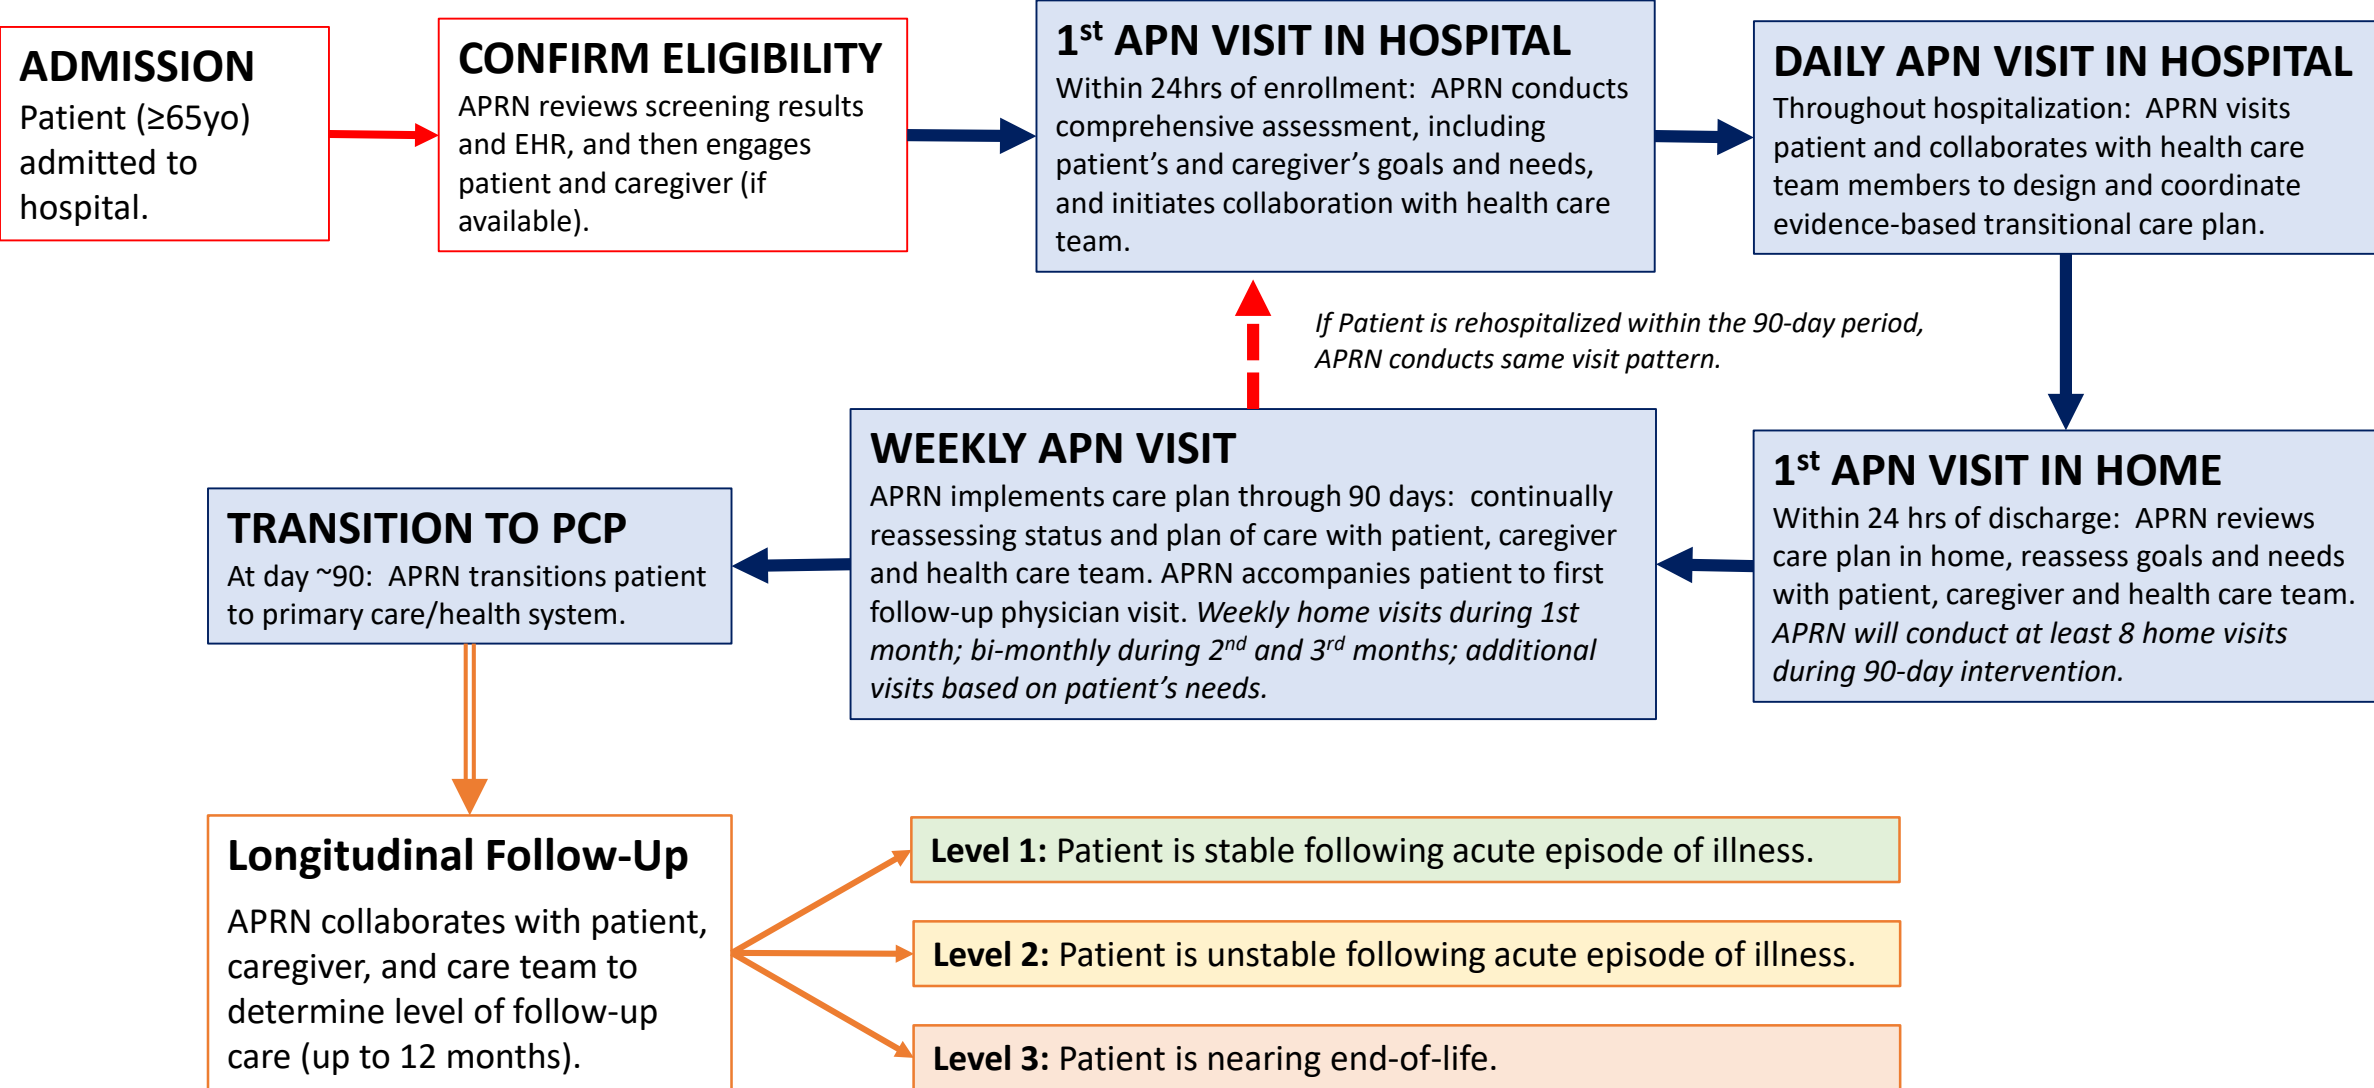 ADMISSION
Patient (≥65yo)
admitted to
hospital.
CONFIRM ELIGIBILITY
APRN reviews screening results
and EHR, and then engages
patient and caregiver (if
available).
1st APN VISIT IN HOSPITAL
Within 24hrs of enrollment:  APRN conducts
comprehensive assessment, including
patient’s and caregiver’s goals and needs,
and initiates collaboration with health care
team.
DAILY APN VISIT IN HOSPITAL
Throughout hospitalization:  APRN visits
patient and collaborates with health care
team members to design and coordinate
evidence-based transitional care plan.
If Patient is rehospitalized within the 90-day period,
APRN conducts same visit pattern.
1st APN VISIT IN HOME
Within 24 hrs of discharge:  APRN reviews
care plan in home, reassess goals and needs
with patient, caregiver and health care team.
APRN will conduct at least 8 home visits
during 90-day intervention.
WEEKLY APN VISIT
APRN implements care plan through 90 days:  continually
reassessing status and plan of care with patient, caregiver
and health care team. APRN accompanies patient to first
follow-up physician visit. Weekly home visits during 1st
month; bi-monthly during 2nd and 3rd months; additional
visits based on patient’s needs.
TRANSITION TO PCP
At day ~90:  APRN transitions patient
to primary care/health system.
Longitudinal Follow-Up
APRN collaborates with patient,
caregiver, and care team to
determine level of follow-up
care (up to 12 months).
Level 1: Patient is stable following acute episode of illness.
Level 2: Patient is unstable following acute episode of illness.
Level 3: Patient is nearing end-of-life.